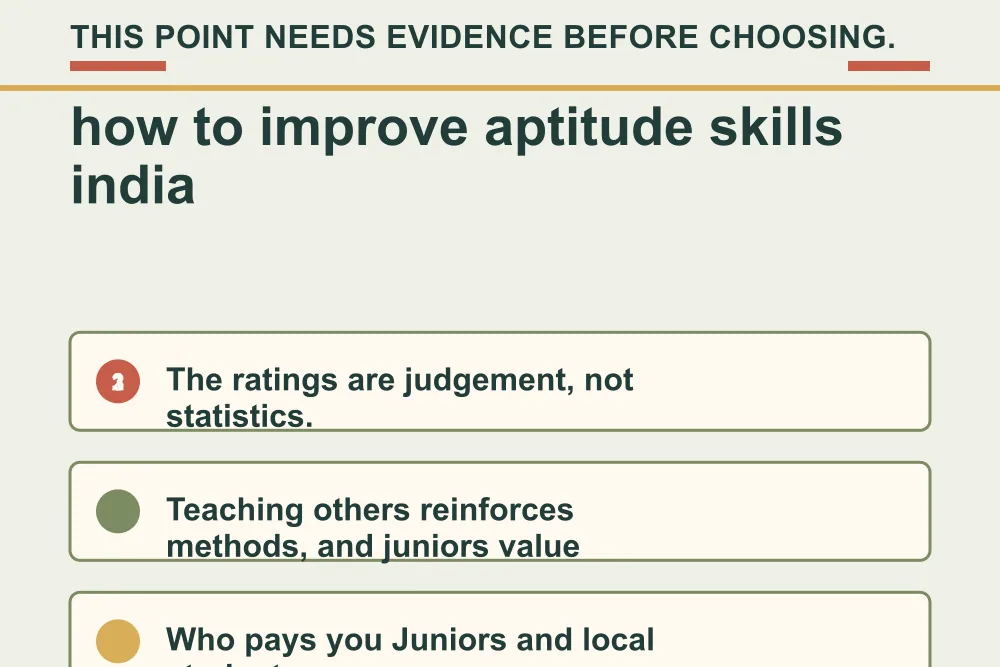 THIS POINT NEEDS EVIDENCE BEFORE CHOOSING.
how to improve aptitude skills
india
The ratings are judgement, not
statistics.
Teaching others reinforces
methods, and juniors value
Who pays you Juniors and local